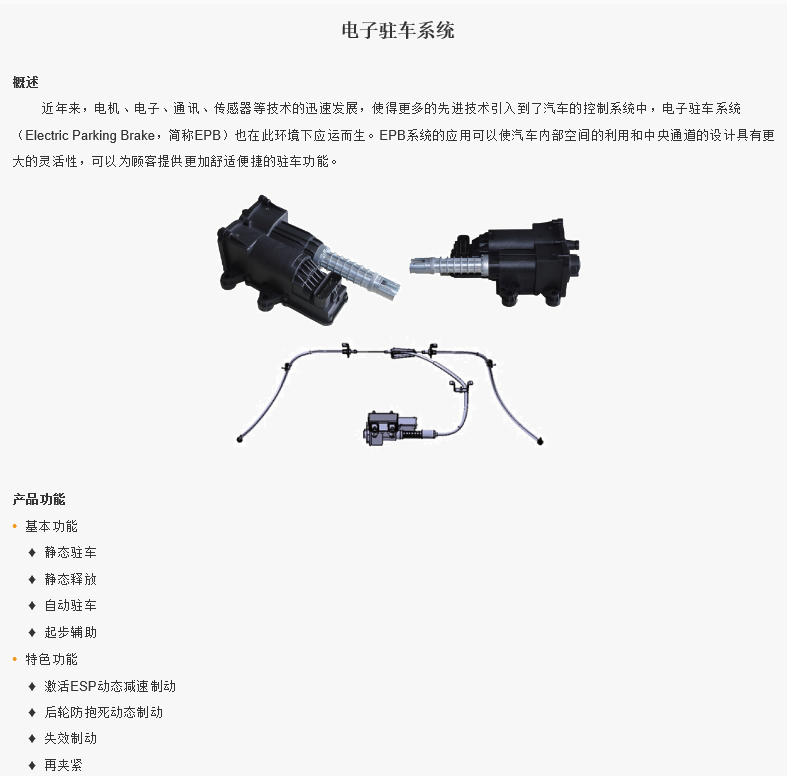 电子驻车系统
概述
近年来，电机、电子、通讯、传感器等技术的迅速发展，使得更多的先进技术引入到了汽车的控制系统中，电子驻车系统
（Electric Parking Brake，简称EPB）也在此环境下应运而生。EPB系统的应用可以使汽车内部空间的利用和中央通道的设计具有更
大的灵活性，可以为顾客提供更加舒适便捷的驻车功能。
产品功能
• 基本功能
♦ 静态驻车
♦ 静态释放
♦ 自动驻车
♦ 起步辅助
• 特色功能
♦ 激活ESP动态减速制动
♦ 后轮防抱死动态制动
♦ 失效制动
♦ 再夹紧